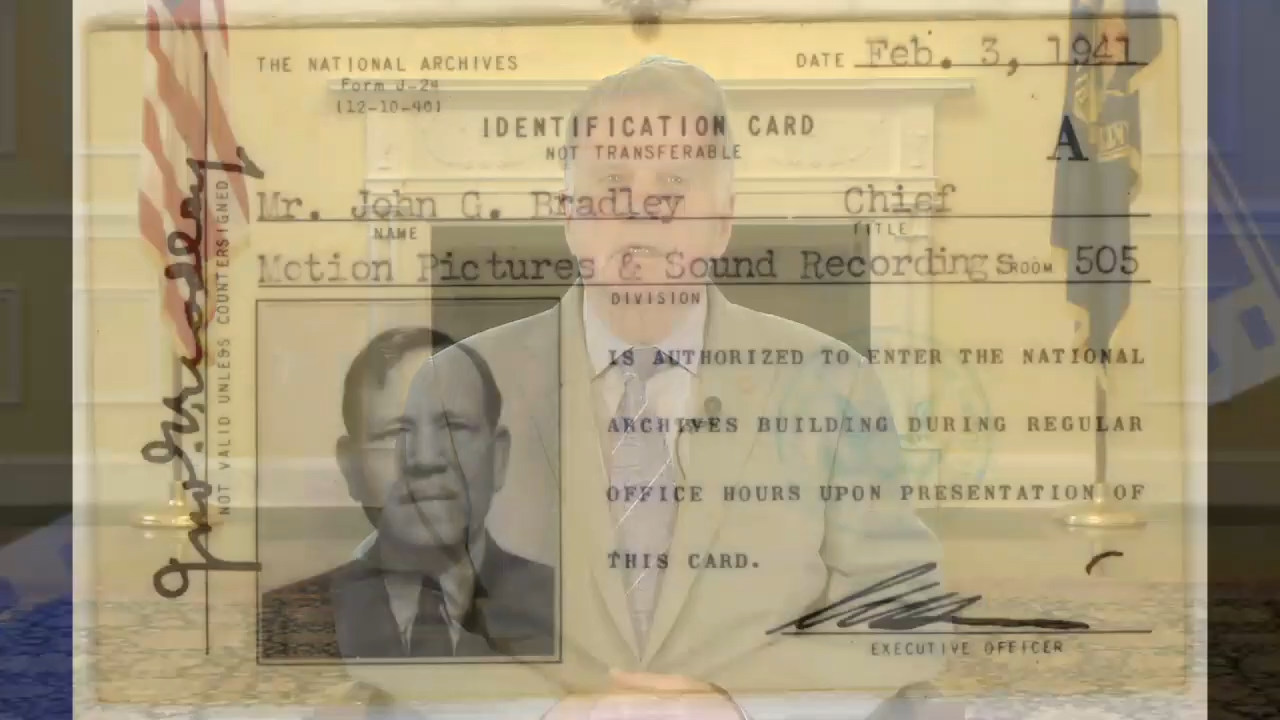 THE NATIONAL ARCHIVES
Form J-24
(12-10-40)
DATE Feb. 3, 1941
IDENTIFICATION CARD
NOT TRANSFERABLE
A
Mr. John G. Bradley Chief
NAME TITLE
Motion Pictures & Sound Recordings ROOM 505
DIVISION
IS AUTHORIZED TO ENTER THE NATIONAL
ARCHIVES BUILDING DURING REGULAR
OFFICE HOURS UPON PRESENTATION OF
THIS CARD.
EXECUTIVE OFFICER
NOT VALID UNLESS COUNTERSIGNED